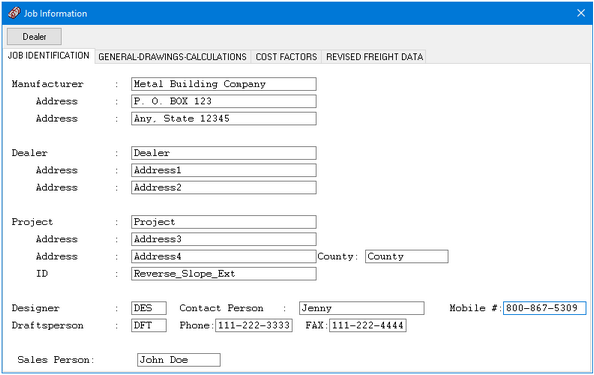 Job Information
Dealer
JOB IDENTIFICATION GENERAL-DRAWINGS-CALCULATIONS COST FACTORS REVISED FREIGHT DATA
Manufacturer : Metal Building Company
Address : P. O. BOX 123
Address : Any, State 12345
Dealer : Dealer
Address : Address1
Address : Address2
Project : Project
Address : Address3
Address : Address4 County: County
ID : Reverse_Slope_Ext
Designer : DES Contact Person : Jenny Mobile #: 800-867-5309
Draftsperson : DFT Phone: 111-222-3333 FAX: 111-222-4444
Sales Person: John Doe